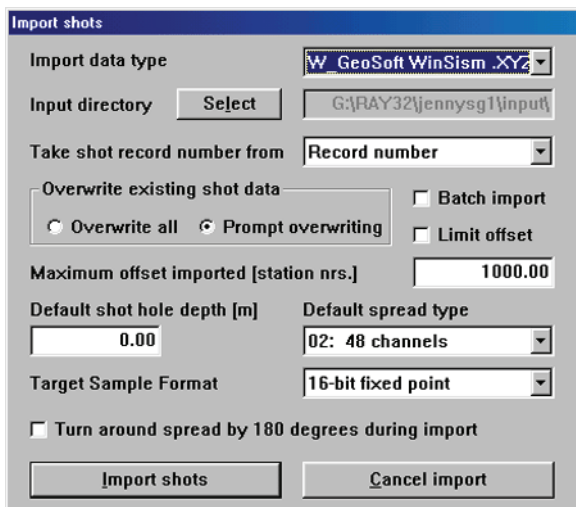 Import shots
Import data type
W_GeoSoft WinSism .XYZ
Input directory
Select
G:\RAY32\jennysg1\input\
Take shot record number from
Record number
Overwrite existing shot data
Overwrite all
Prompt overwriting
Batch import
Limit offset
Maximum offset imported [station nrs.]
1000.00
Default shot hole depth [m]
Default spread type
0.00
02: 48 channels
Target Sample Format
16-bit fixed point
Turn around spread by 180 degrees during import
Import shots
Cancel import